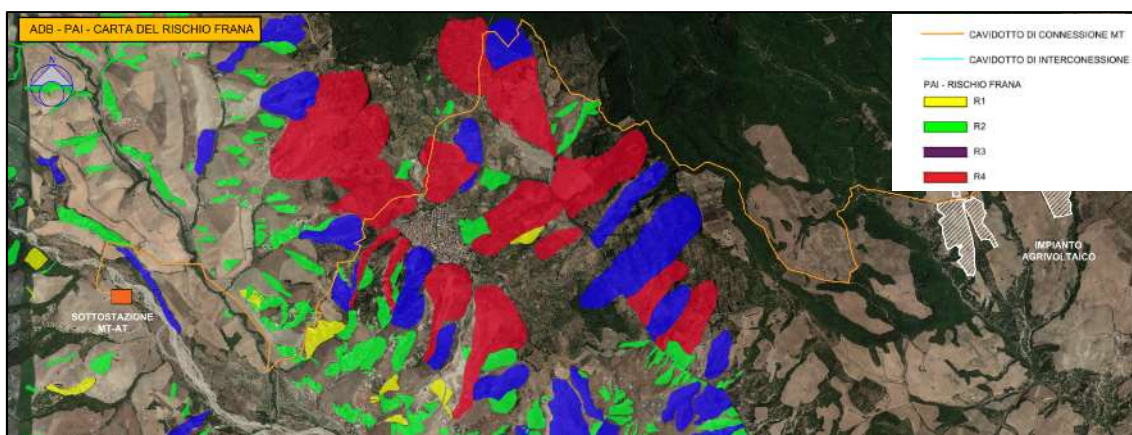 ADB - PAI - CARTA DEL RISCHIO FRANA
CAVIDOTTO DI CONNESSIONE MT
CAVIDOTTO DI INTERCONESSIONE
PAI - RISCHIO FRANA
R1
R2
R3
R4
IMPIANTO
AGRIVOLTAICO
SOTTOSTAZIONE
MT-AT